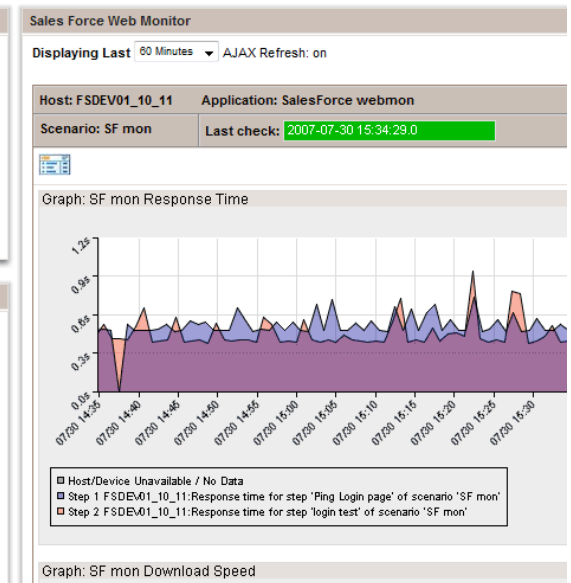 Sales Force Web Monitor
Displaying Last 60 Minutes AJAX Refresh: on
Host: FSDEV01_10_11 Application: SalesForce webmon
Scenario: SF mon Last check: 2007-07-30 15:34:29.0
Graph: SF mon Response Time
1.2s
0.9s
0.6s
0.3s
0.0s
07/30 14:35 07/30 14:40 07/30 14:45 07/30 14:50 07/30 14:55 07/30 15:00 07/30 15:05 07/30 15:10 07/30 15:15 07/30 15:20 07/30 15:25 07/30 15:30
Host/Device Unavailable / No Data
Step 1 FSDEV01_10_11:Response time for step 'Ping Login page' of scenario 'SF mon'
Step 2 FSDEV01_10_11:Response time for step 'login test' of scenario 'SF mon'
Graph: SF mon Download Speed